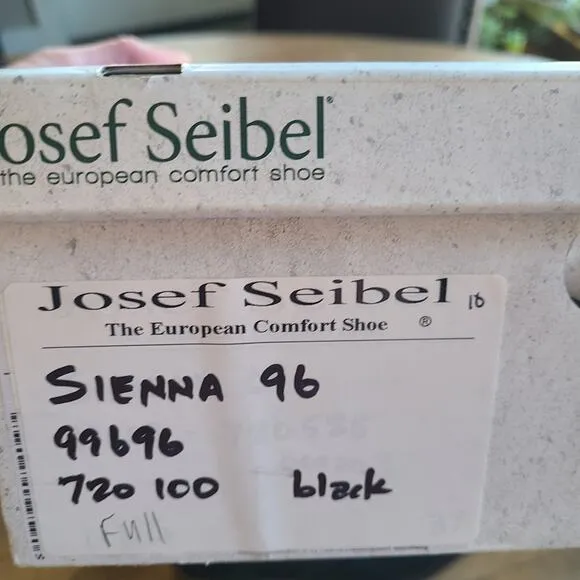 osef Seibel®
the european comfort shoe
Josef Seibel 16
The European Comfort Shoe ®
SIENNA 96
99696
720 100 black
Full